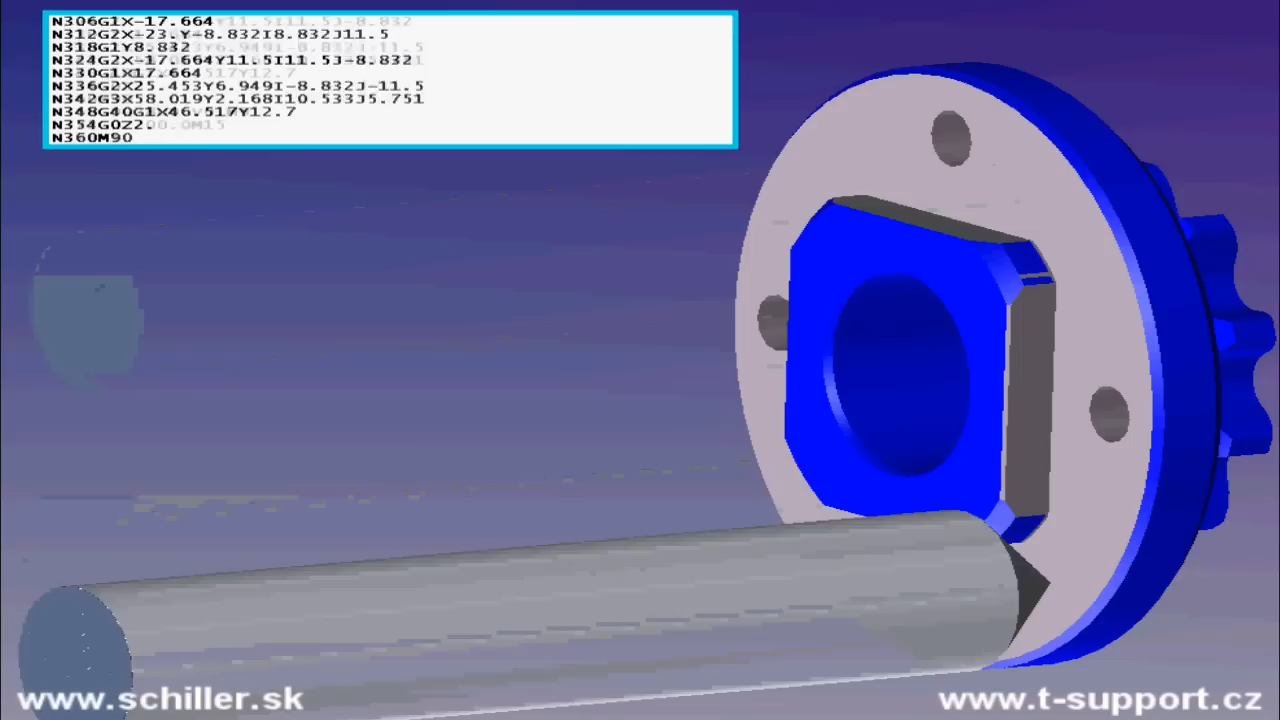 N306G1X-17.664
N312G2X-23.Y-8.832I8.832J11.5
N318G1Y8.832
N324G2X-17.664Y11.5I11.5J-8.832
N330G1X17.664
N336G2X25.453Y6.949I-8.832J-11.5
N342G3X58.019Y2.168I10.533J5.751
N348G40G1X46.517Y12.7
N354G0Z2.
N360M90
www.schiller.sk
www.t-support.cz